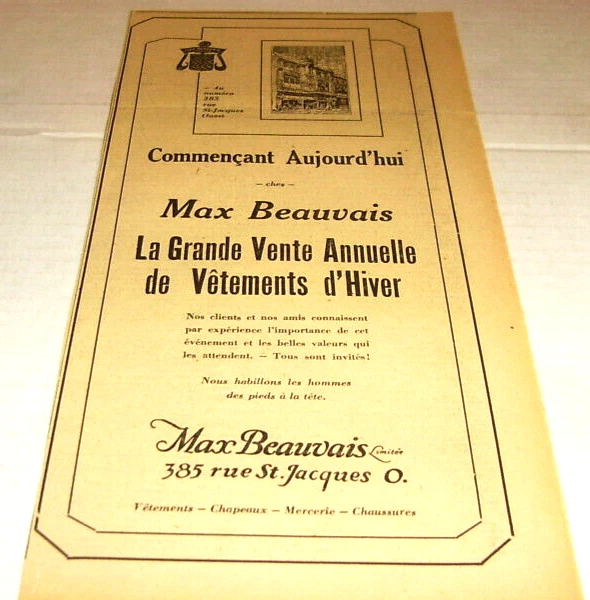 — Au
numéro
385
rue
St-Jacques
Ouest
Commençant Aujourd'hui
— chez —
Max Beauvais
La Grande Vente Annuelle
de Vêtements d'Hiver
Nos clients et nos amis connaissent
par expérience l'importance de cet
événement et les belles valeurs qui
les attendent. — Tous sont invités!
Nous habillons les hommes
des pieds à la tête.
Max Beauvais Limitée
385 rue St. Jacques O.
Vêtements — Chapeaux — Mercerie — Chaussures